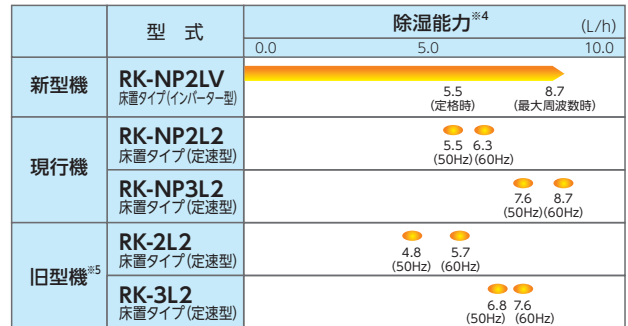 型 式
除湿能力※4
(L/h)
0.0 5.0 10.0
新型機
RK-NP2LV
床置タイプ(インバーター型)
5.5 8.7
(定格時) (最大周波数時)
現行機
RK-NP2L2
床置タイプ(定速型)
5.5 6.3
(50Hz)(60Hz)
RK-NP3L2
床置タイプ(定速型)
7.6 8.7
(50Hz)(60Hz)
旧型機※5
RK-2L2
床置タイプ(定速型)
4.8 5.7
(50Hz) (60Hz)
RK-3L2
床置タイプ(定速型)
6.8 7.6
(50Hz) (60Hz)